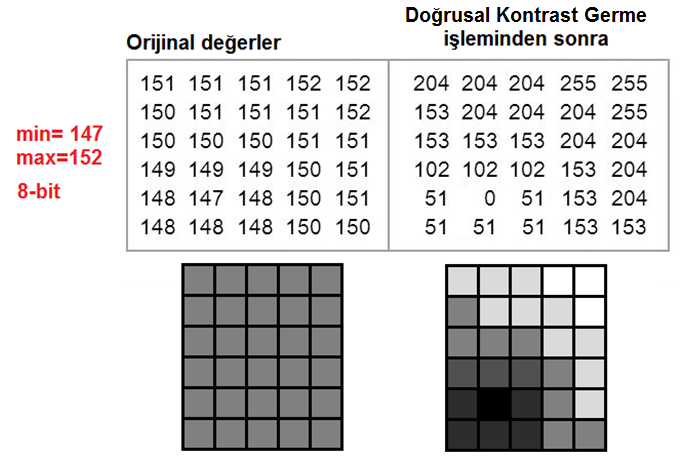 Orijinal değerler
Doğrusal Kontrast Germe
işleminden sonra
min= 147
max=152
8-bit
151 151 151 152 152
150 151 151 151 152
150 150 150 151 151
149 149 149 150 151
148 147 148 150 151
148 148 148 150 150
204 204 204 255 255
153 204 204 204 255
153 153 153 204 204
102 102 102 153 204
51 0 51 153 204
51 51 51 153 153